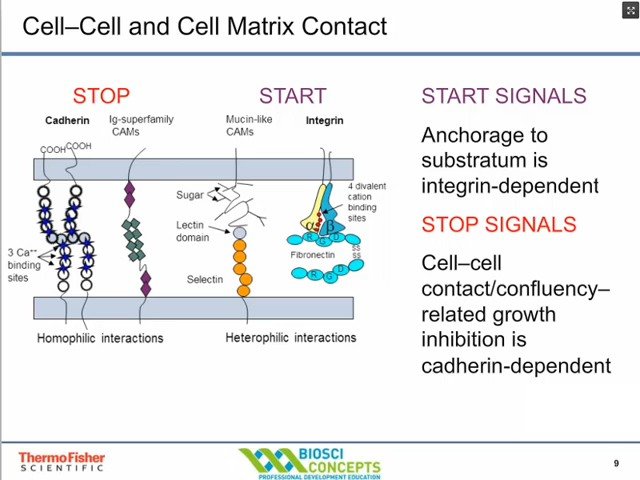 Cell–Cell and Cell Matrix Contact
STOP
START
Cadherin
Ig-superfamily
CAMs
Mucin-like
CAMs
Integrin
COOH
COOH
Sugar
4 divalent
cation
binding
sites
Lectin
domain
α
β
R
G
D
3 Ca⁺⁺
binding
sites
Fibronectin
SS
SS
Selectin
R
G
D
Homophilic interactions
Heterophilic interactions
START SIGNALS
Anchorage to
substratum is
integrin-dependent
STOP SIGNALS
Cell–cell
contact/confluency–
related growth
inhibition is
cadherin-dependent
ThermoFisher
SCIENTIFIC
BIOSCI
CONCEPTS
PROFESSIONAL DEVELOPMENT EDUCATION
9